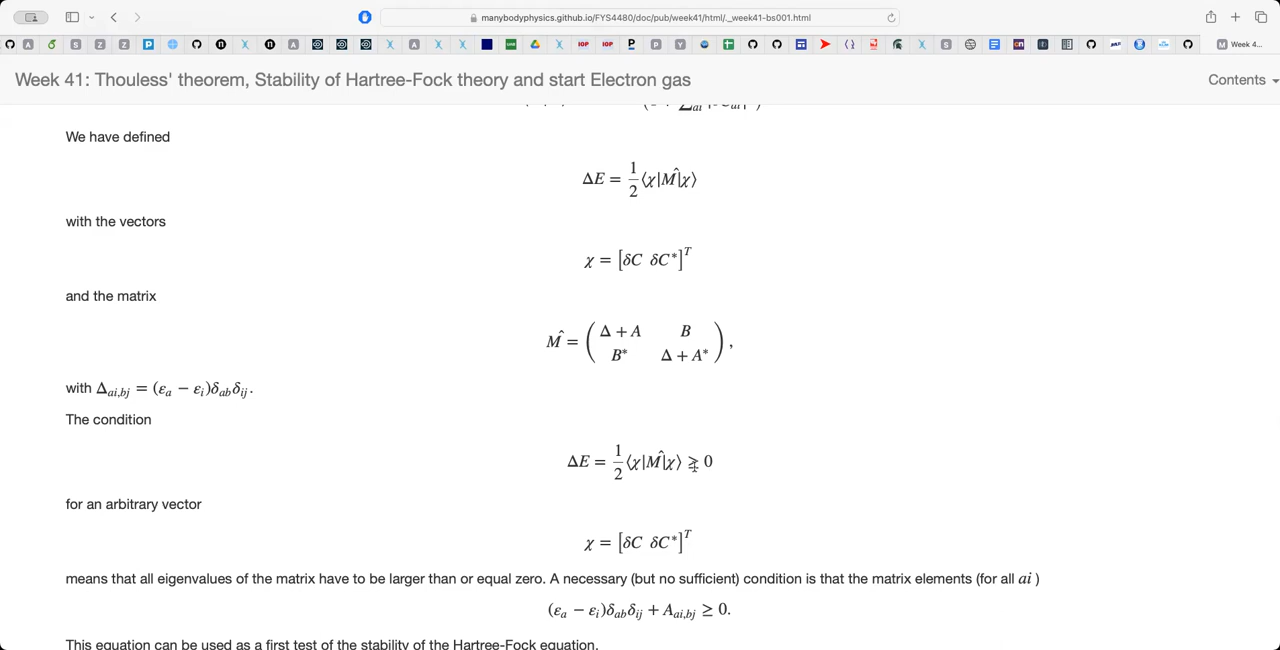 manybodyphysics.github.io/FYS4480/doc/pub/week41/html/._week41-bs001.html
Week 4...
Week 41: Thouless' theorem, Stability of Hartree-Fock theory and start Electron gas
Contents
We have defined
ΔE = 1/2 ⟨χ|M̂|χ⟩
with the vectors
χ = [δC δC*]ᵀ
and the matrix
M̂ = ( Δ + A B
B* Δ + A* ),
with Δ_{ai,bj} = (ε_a − ε_i)δ_{ab}δ_{ij}.
The condition
ΔE = 1/2 ⟨χ|M̂|χ⟩ ≥ 0
for an arbitrary vector
χ = [δC δC*]ᵀ
means that all eigenvalues of the matrix have to be larger than or equal zero. A necessary (but no sufficient) condition is that the matrix elements (for all ai )
(ε_a − ε_i)δ_{ab}δ_{ij} + A_{ai,bj} ≥ 0.
This equation can be used as a first test of the stability of the Hartree-Fock equation.